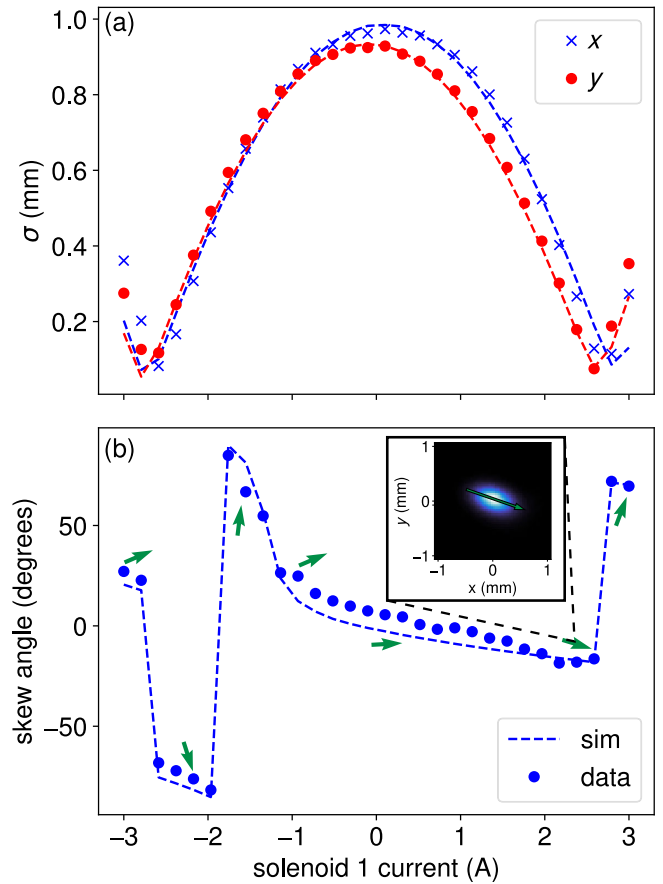 (a)
x
y
1.0
0.8
0.6
0.4
0.2
σ (mm)
(b)
1
0
−1
y (mm)
−1
0
1
x (mm)
50
0
−50
skew angle (degrees)
sim
data
−3
−2
−1
0
1
2
3
solenoid 1 current (A)